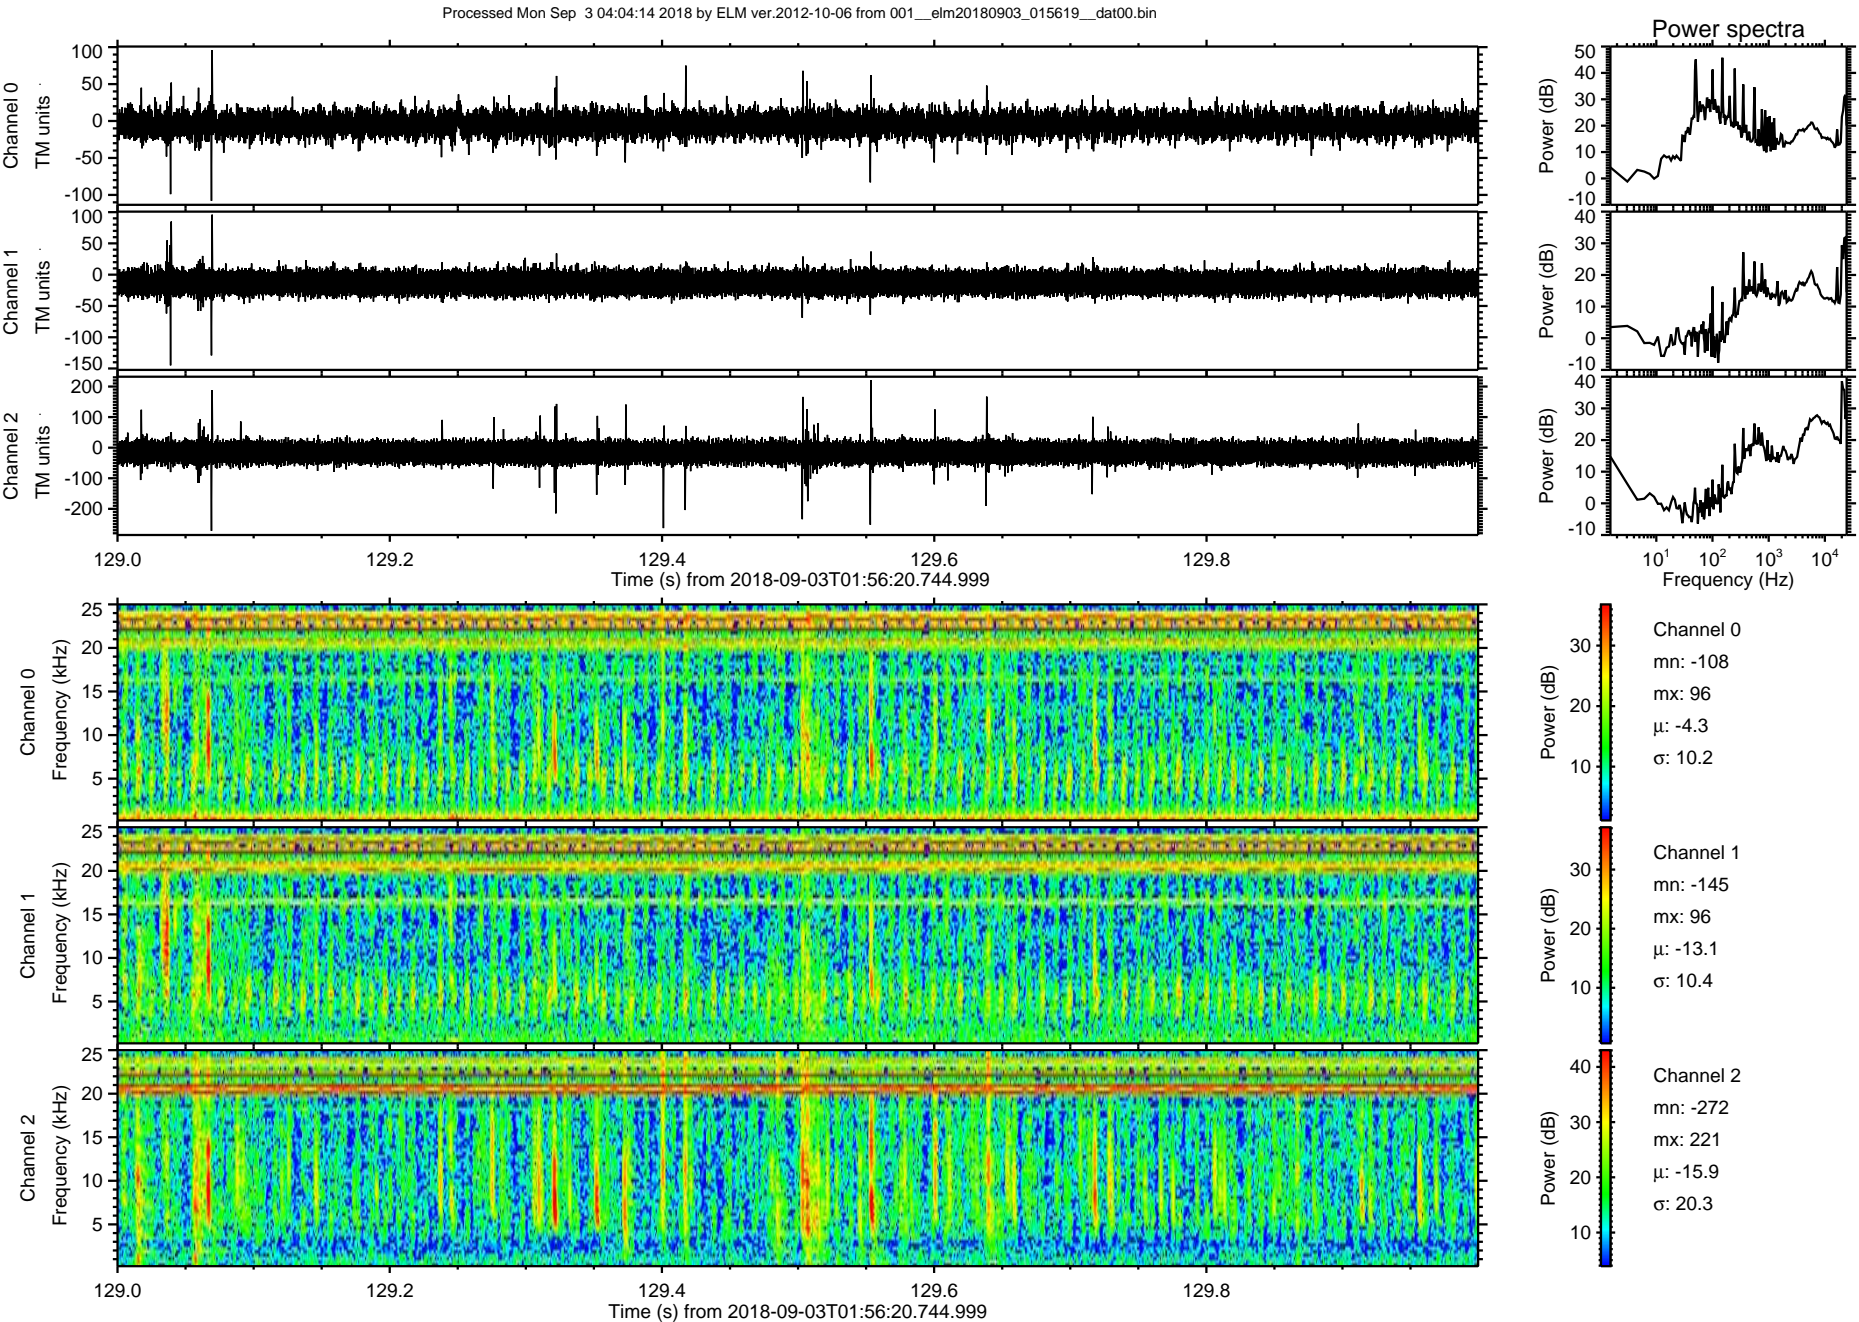 Processed Mon Sep  3 04:04:14 2018 by ELM ver.2012-10-06 from 001__elm20180903_015619__dat00.bin
Power spectra
Channel 0
TM units
100
50
0
-50
-100
Power (dB)
50
40
30
20
10
0
-10
Channel 1
TM units
100
50
0
-50
-100
-150
Power (dB)
40
30
20
10
0
-10
Channel 2
TM units
200
100
0
-100
-200
Power (dB)
40
30
20
10
0
-10
129.0 129.2 129.4 129.6 129.8
Time (s) from 2018-09-03T01:56:20.744.999
10¹ 10² 10³ 10⁴
Frequency (Hz)
Channel 0
Frequency (kHz)
25
20
15
10
5
Power (dB)
30
20
10
Channel 0
mn: -108
mx: 96
µ: -4.3
σ: 10.2
Channel 1
Frequency (kHz)
25
20
15
10
5
Power (dB)
30
20
10
Channel 1
mn: -145
mx: 96
µ: -13.1
σ: 10.4
Channel 2
Frequency (kHz)
25
20
15
10
5
Power (dB)
40
30
20
10
Channel 2
mn: -272
mx: 221
µ: -15.9
σ: 20.3
129.0 129.2 129.4 129.6 129.8
Time (s) from 2018-09-03T01:56:20.744.999